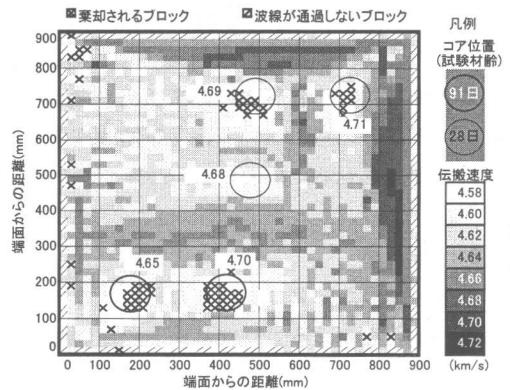 棄却されるブロック 波線が通過しないブロック
凡例
コア位置
(試験材齢)
91日
28日
伝搬速度
4.58
4.60
4.62
4.64
4.66
4.68
4.70
4.72
(km/s)
端面からの距離(mm)
900
800
700
600
500
400
300
200
100
0
4.69
4.71
4.68
4.65
4.70
0 100 200 300 400 500 600 700 800 900
端面からの距離(mm)